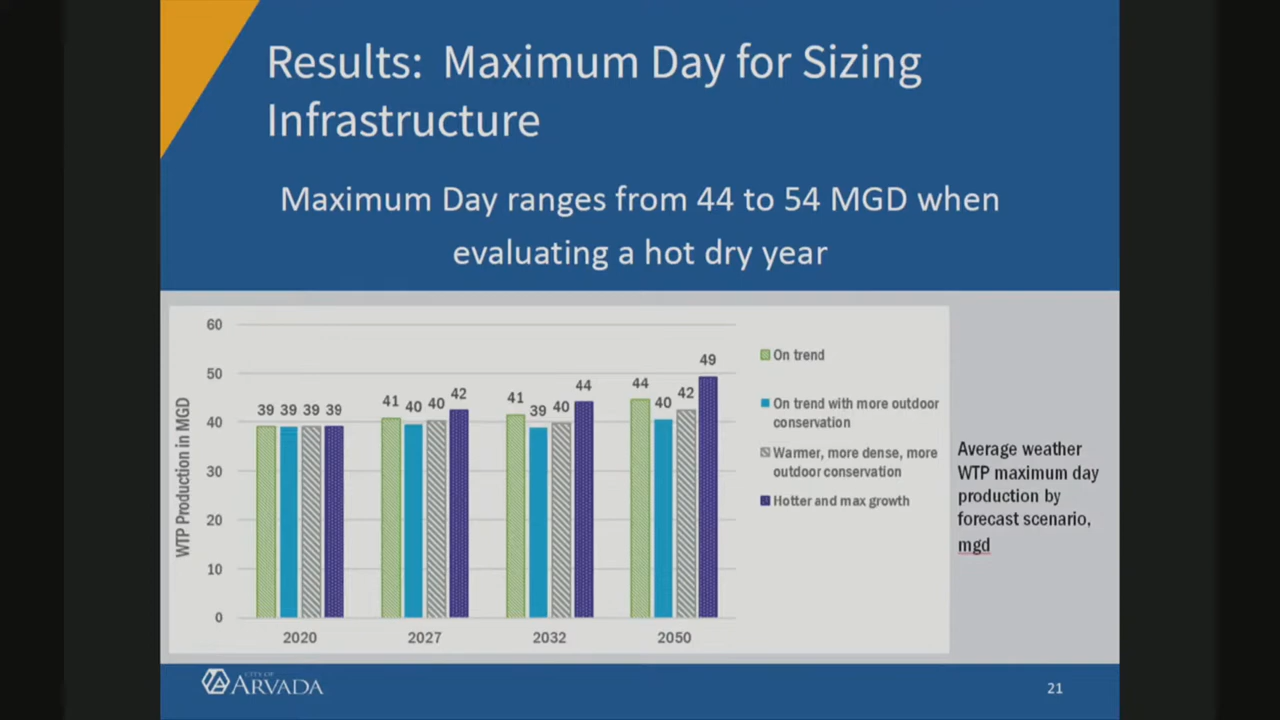 Results: Maximum Day for Sizing
Infrastructure
Maximum Day ranges from 44 to 54 MGD when
evaluating a hot dry year
60
50
40
30
20
10
0
WTP Production in MGD
39 39 39 39
41 40 40 42
41 39 40 44
44 40 42 49
2020 2027 2032 2050
On trend
On trend with more outdoor
conservation
Warmer, more dense, more
outdoor conservation
Hotter and max growth
Average weather
WTP maximum day
production by
forecast scenario,
mgd
CITY OF
ARVADA
21